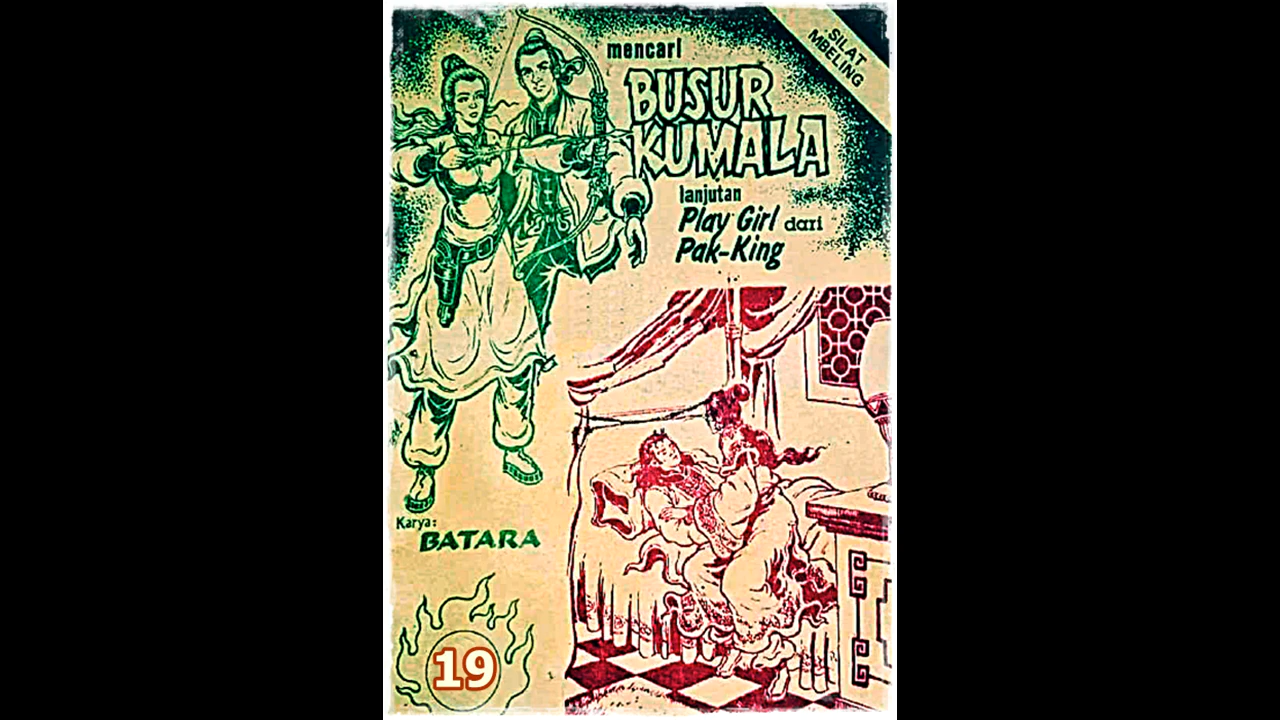 mencari
SILAT
MBELING
BUSUR
KUMALA
lanjutan
Play Girl dari
Pak-King
Karya:
BATARA
19